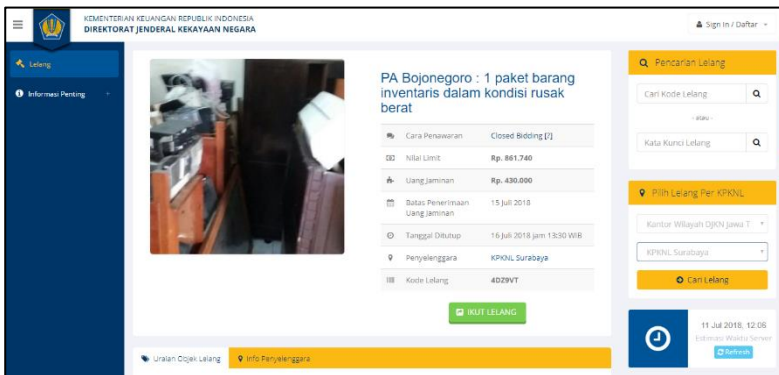 KEMENTERIAN KEUANGAN REPUBLIK INDONESIA
DIREKTORAT JENDERAL KEKAYAAN NEGARA
Sign In / Daftar
Lelang
Informasi Penting
PA Bojonegoro : 1 paket barang
inventaris dalam kondisi rusak
berat
Cara Penawaran Closed Bidding [?]
Nilai Limit Rp. 861.740
Uang Jaminan Rp. 430.000
Batas Penerimaan 15 Juli 2018
Uang Jaminan
Tanggal Ditutup 16 Juli 2018 jam 13:30 WIB
Penyelenggara KPKNL Surabaya
Kode Lelang 4DZ9VT
IKUT LELANG
Uraian Objek Lelang
Info Penyelenggara
Pencarian Lelang
Cari Kode Lelang
- atau -
Kata Kunci Lelang
Pilih Lelang Per KPKNL
Kantor Wilayah DJKN Jawa T
KPKNL Surabaya
Cari Lelang
11 Jul 2018, 12:08
Estimasi Waktu Server
Refresh